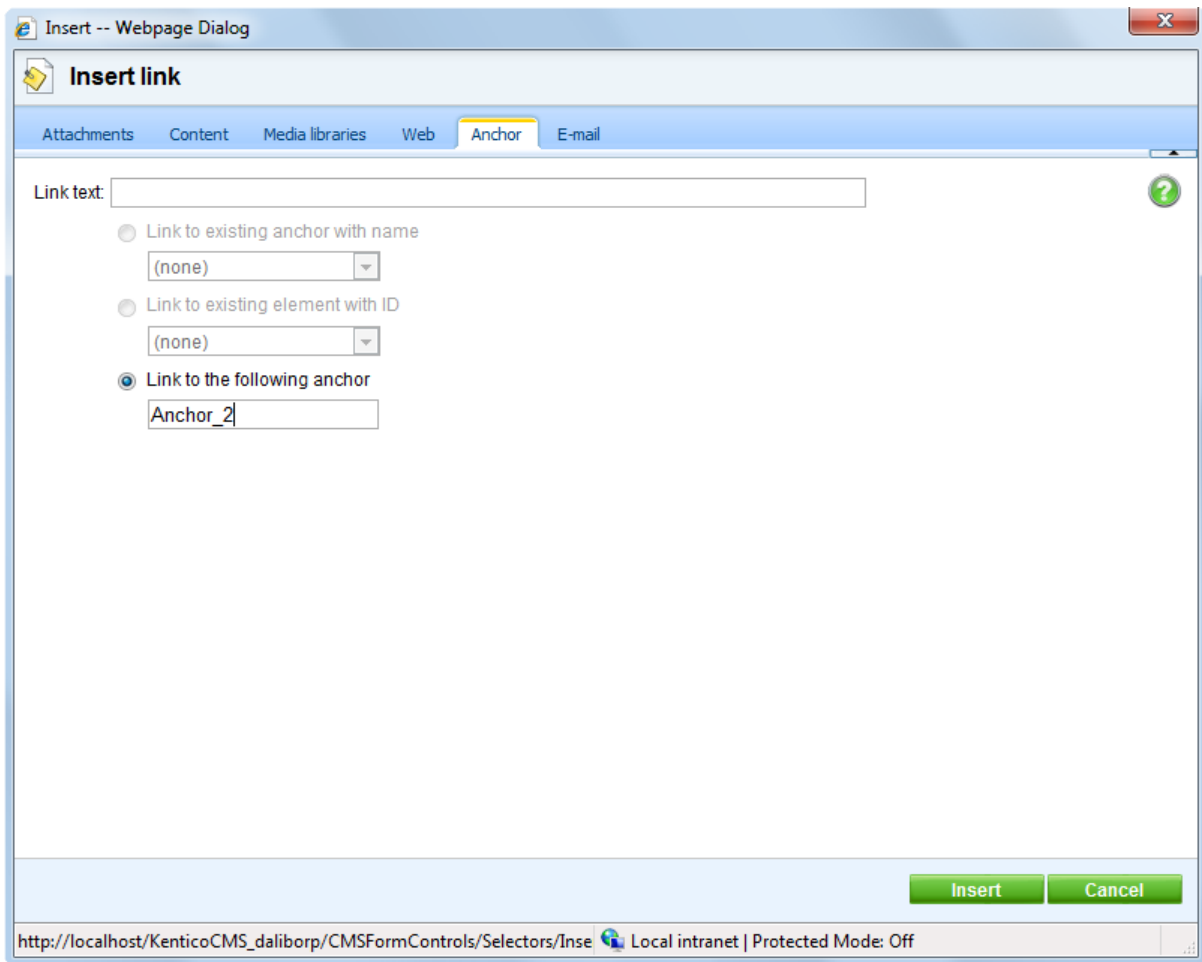 Insert -- Webpage Dialog
x
Insert link
Attachments Content Media libraries Web Anchor E-mail
Link text:
?
Link to existing anchor with name
(none)
Link to existing element with ID
(none)
Link to the following anchor
Anchor_2
Insert Cancel
http://localhost/KenticoCMS_daliborp/CMSFormControls/Selectors/Inse Local intranet | Protected Mode: Off